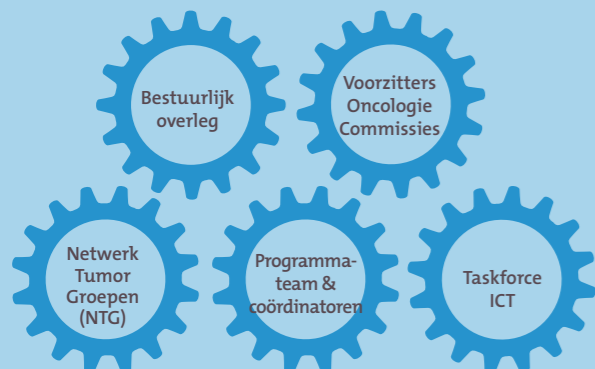 Bestuurlijk
overleg
Voorzitters
Oncologie
Commissies
Netwerk
Tumor
Groepen
(NTG)
Programma-
team &
coördinatoren
Taskforce
ICT